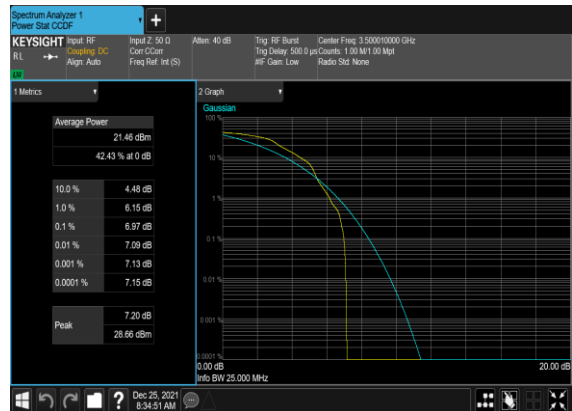 Spectrum Analyzer 1
Power Stat CCDF
KEYSIGHT
RL
Input: RF
Coupling: DC
Align: Auto
Input Z: 50 Ω
Corr CCorr
Freq Ref: Int (S)
Atten: 40 dB
Trig: RF Burst
Trig Delay: 500.0 µs
#IF Gain: Low
Center Freq: 3.500010000 GHz
Counts: 1.00 M/1.00 Mpt
Radio Std: None
1 Metrics
Average Power
21.46 dBm
42.43 % at 0 dB
10.0 % 4.48 dB
1.0 % 6.15 dB
0.1 % 6.97 dB
0.01 % 7.09 dB
0.001 % 7.13 dB
0.0001 % 7.15 dB
Peak
7.20 dB
28.66 dBm
2 Graph
Gaussian
100 %
10 %
1 %
0.1 %
0.01 %
0.001 %
0.0001 %
0.00 dB
20.00 dB
Info BW 25.000 MHz
?
Dec 25, 2021
8:34:51 AM